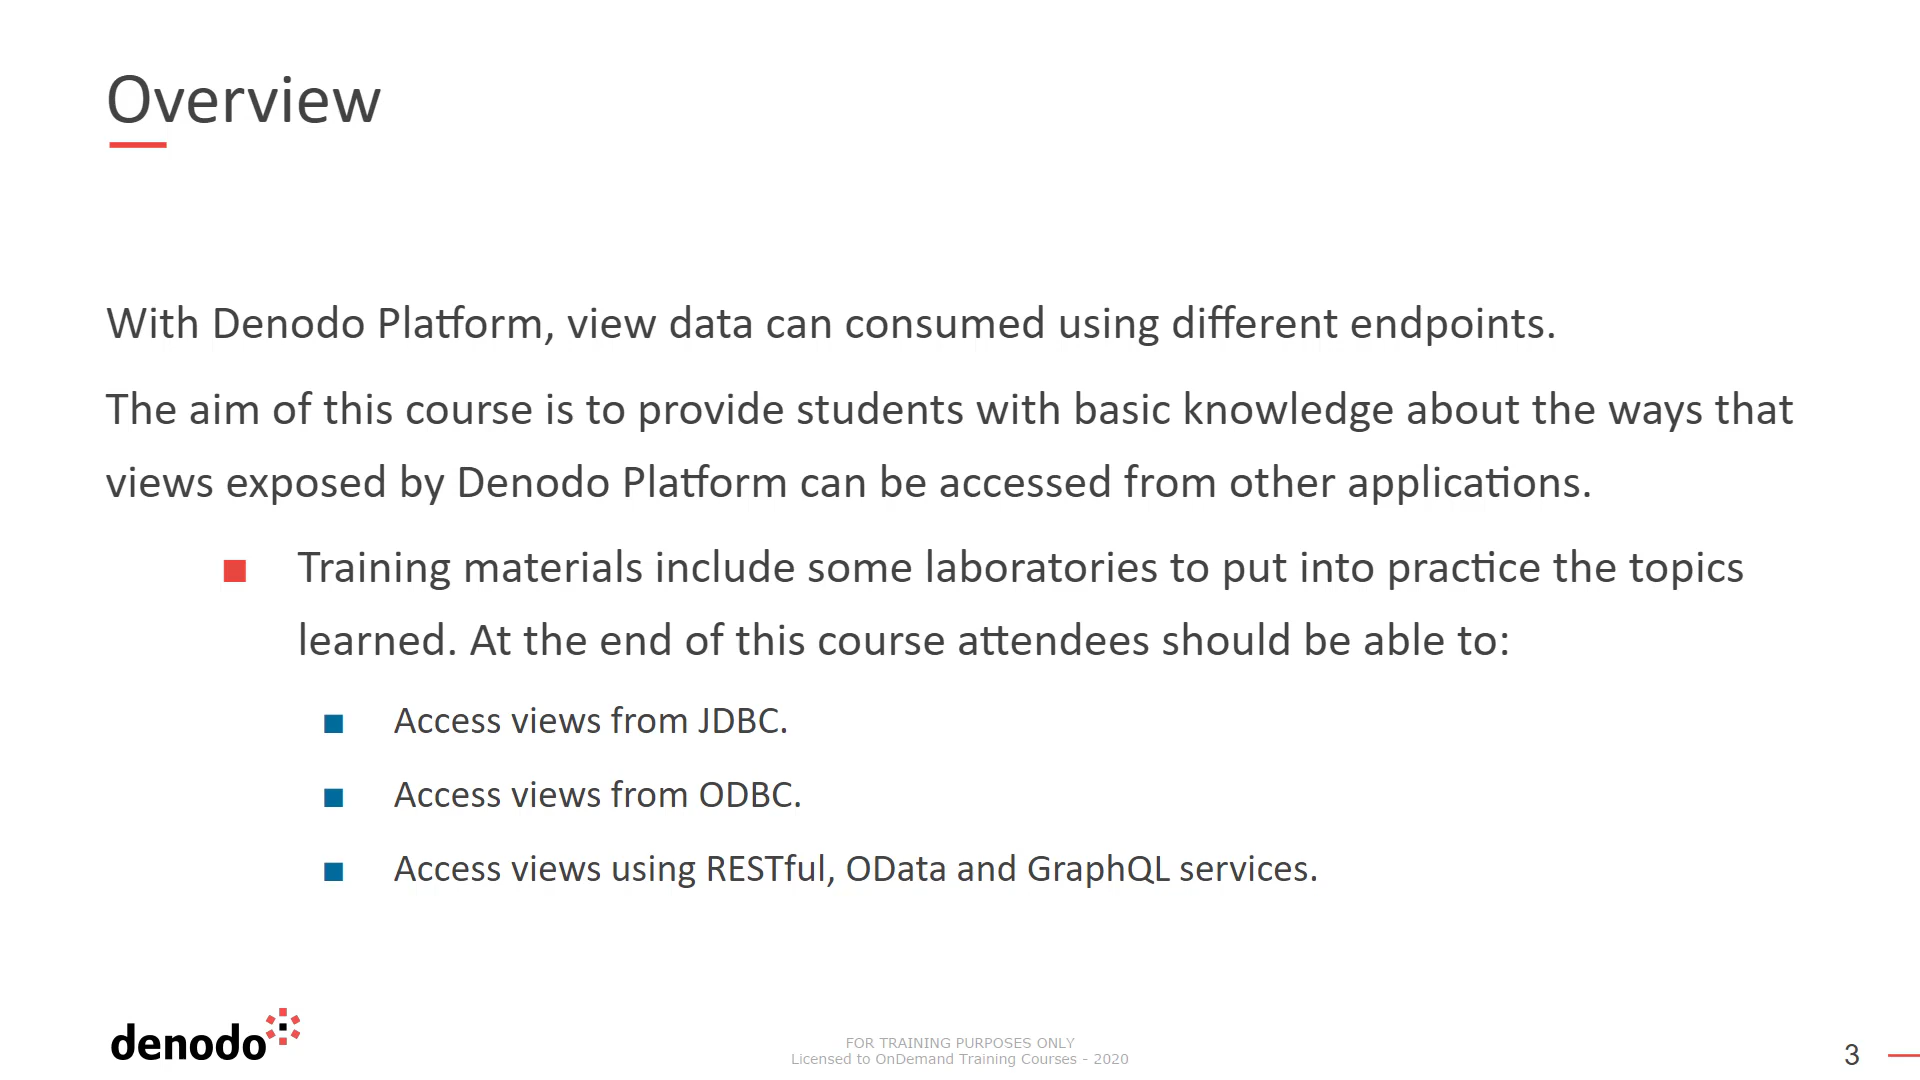 Overview
With Denodo Platform, view data can consumed using different endpoints.
The aim of this course is to provide students with basic knowledge about the ways that
views exposed by Denodo Platform can be accessed from other applications.
Training materials include some laboratories to put into practice the topics
learned. At the end of this course attendees should be able to:
Access views from JDBC.
Access views from ODBC.
Access views using RESTful, OData and GraphQL services.
denodo
FOR TRAINING PURPOSES ONLY
Licensed to OnDemand Training Courses - 2020
3